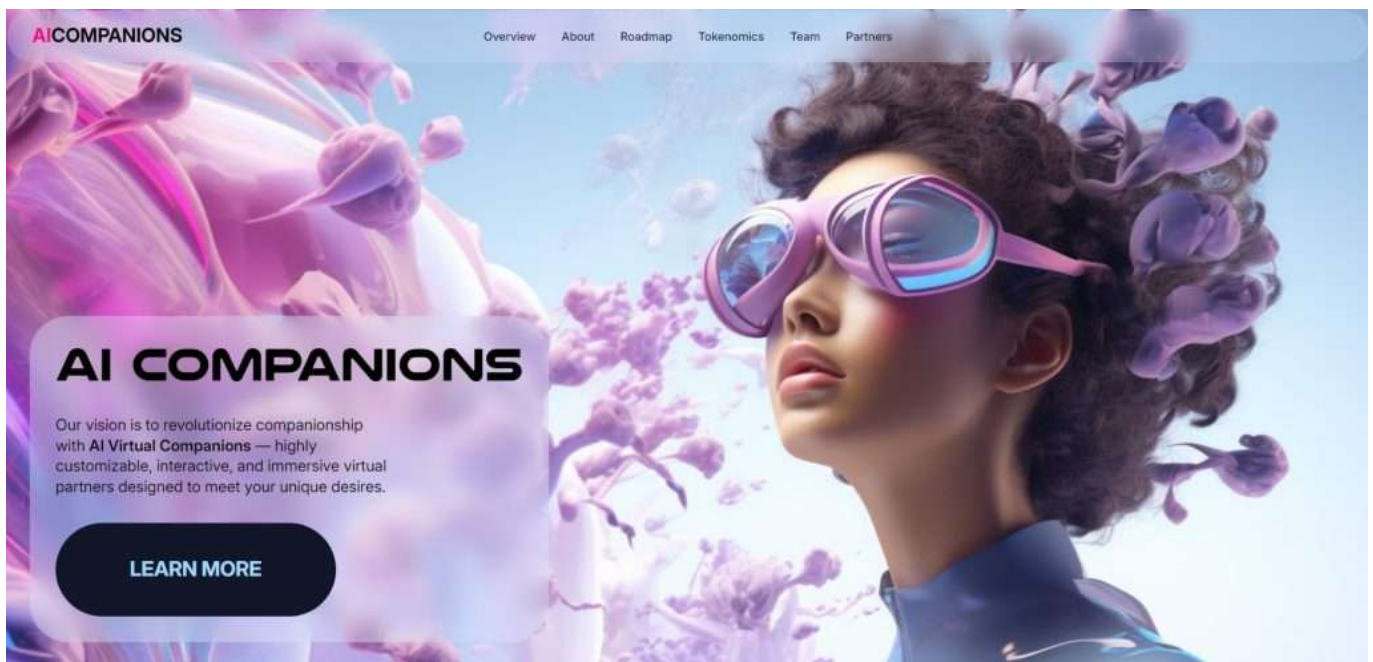 AICOMPANIONS
Overview About Roadmap Tokenomics Team Partners
AI COMPANIONS
Our vision is to revolutionize companionship
with AI Virtual Companions — highly
customizable, interactive, and immersive virtual
partners designed to meet your unique desires.
LEARN MORE